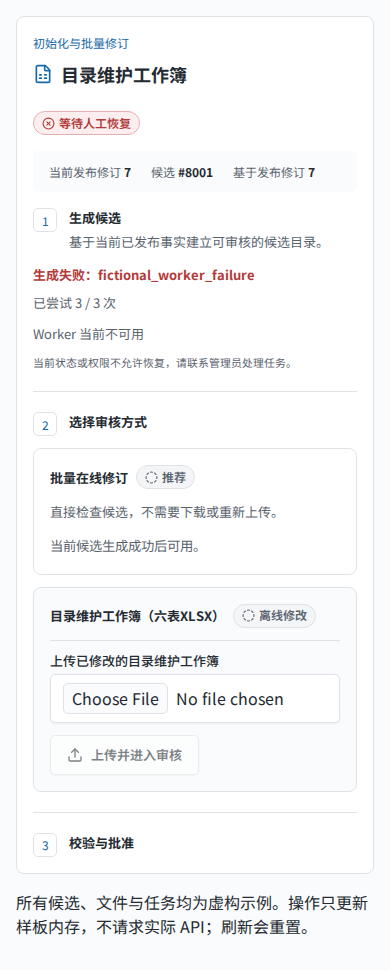 初始化与批量修订
目录维护工作簿
等待人工恢复
当前发布修订 7 候选 #8001 基于发布修订 7
1 生成候选
基于当前已发布事实建立可审核的候选目录。
生成失败：fictional_worker_failure
已尝试 3 / 3 次
Worker 当前不可用
当前状态或权限不允许恢复，请联系管理员处理任务。
2 选择审核方式
批量在线修订 推荐
直接检查候选，不需要下载或重新上传。
当前候选生成成功后可用。
目录维护工作簿（六表XLSX） 离线修改
上传已修改的目录维护工作簿
Choose File No file chosen
上传并进入审核
3 校验与批准
所有候选、文件与任务均为虚构示例。操作只更新
样板内存，不请求实际 API；刷新会重置。